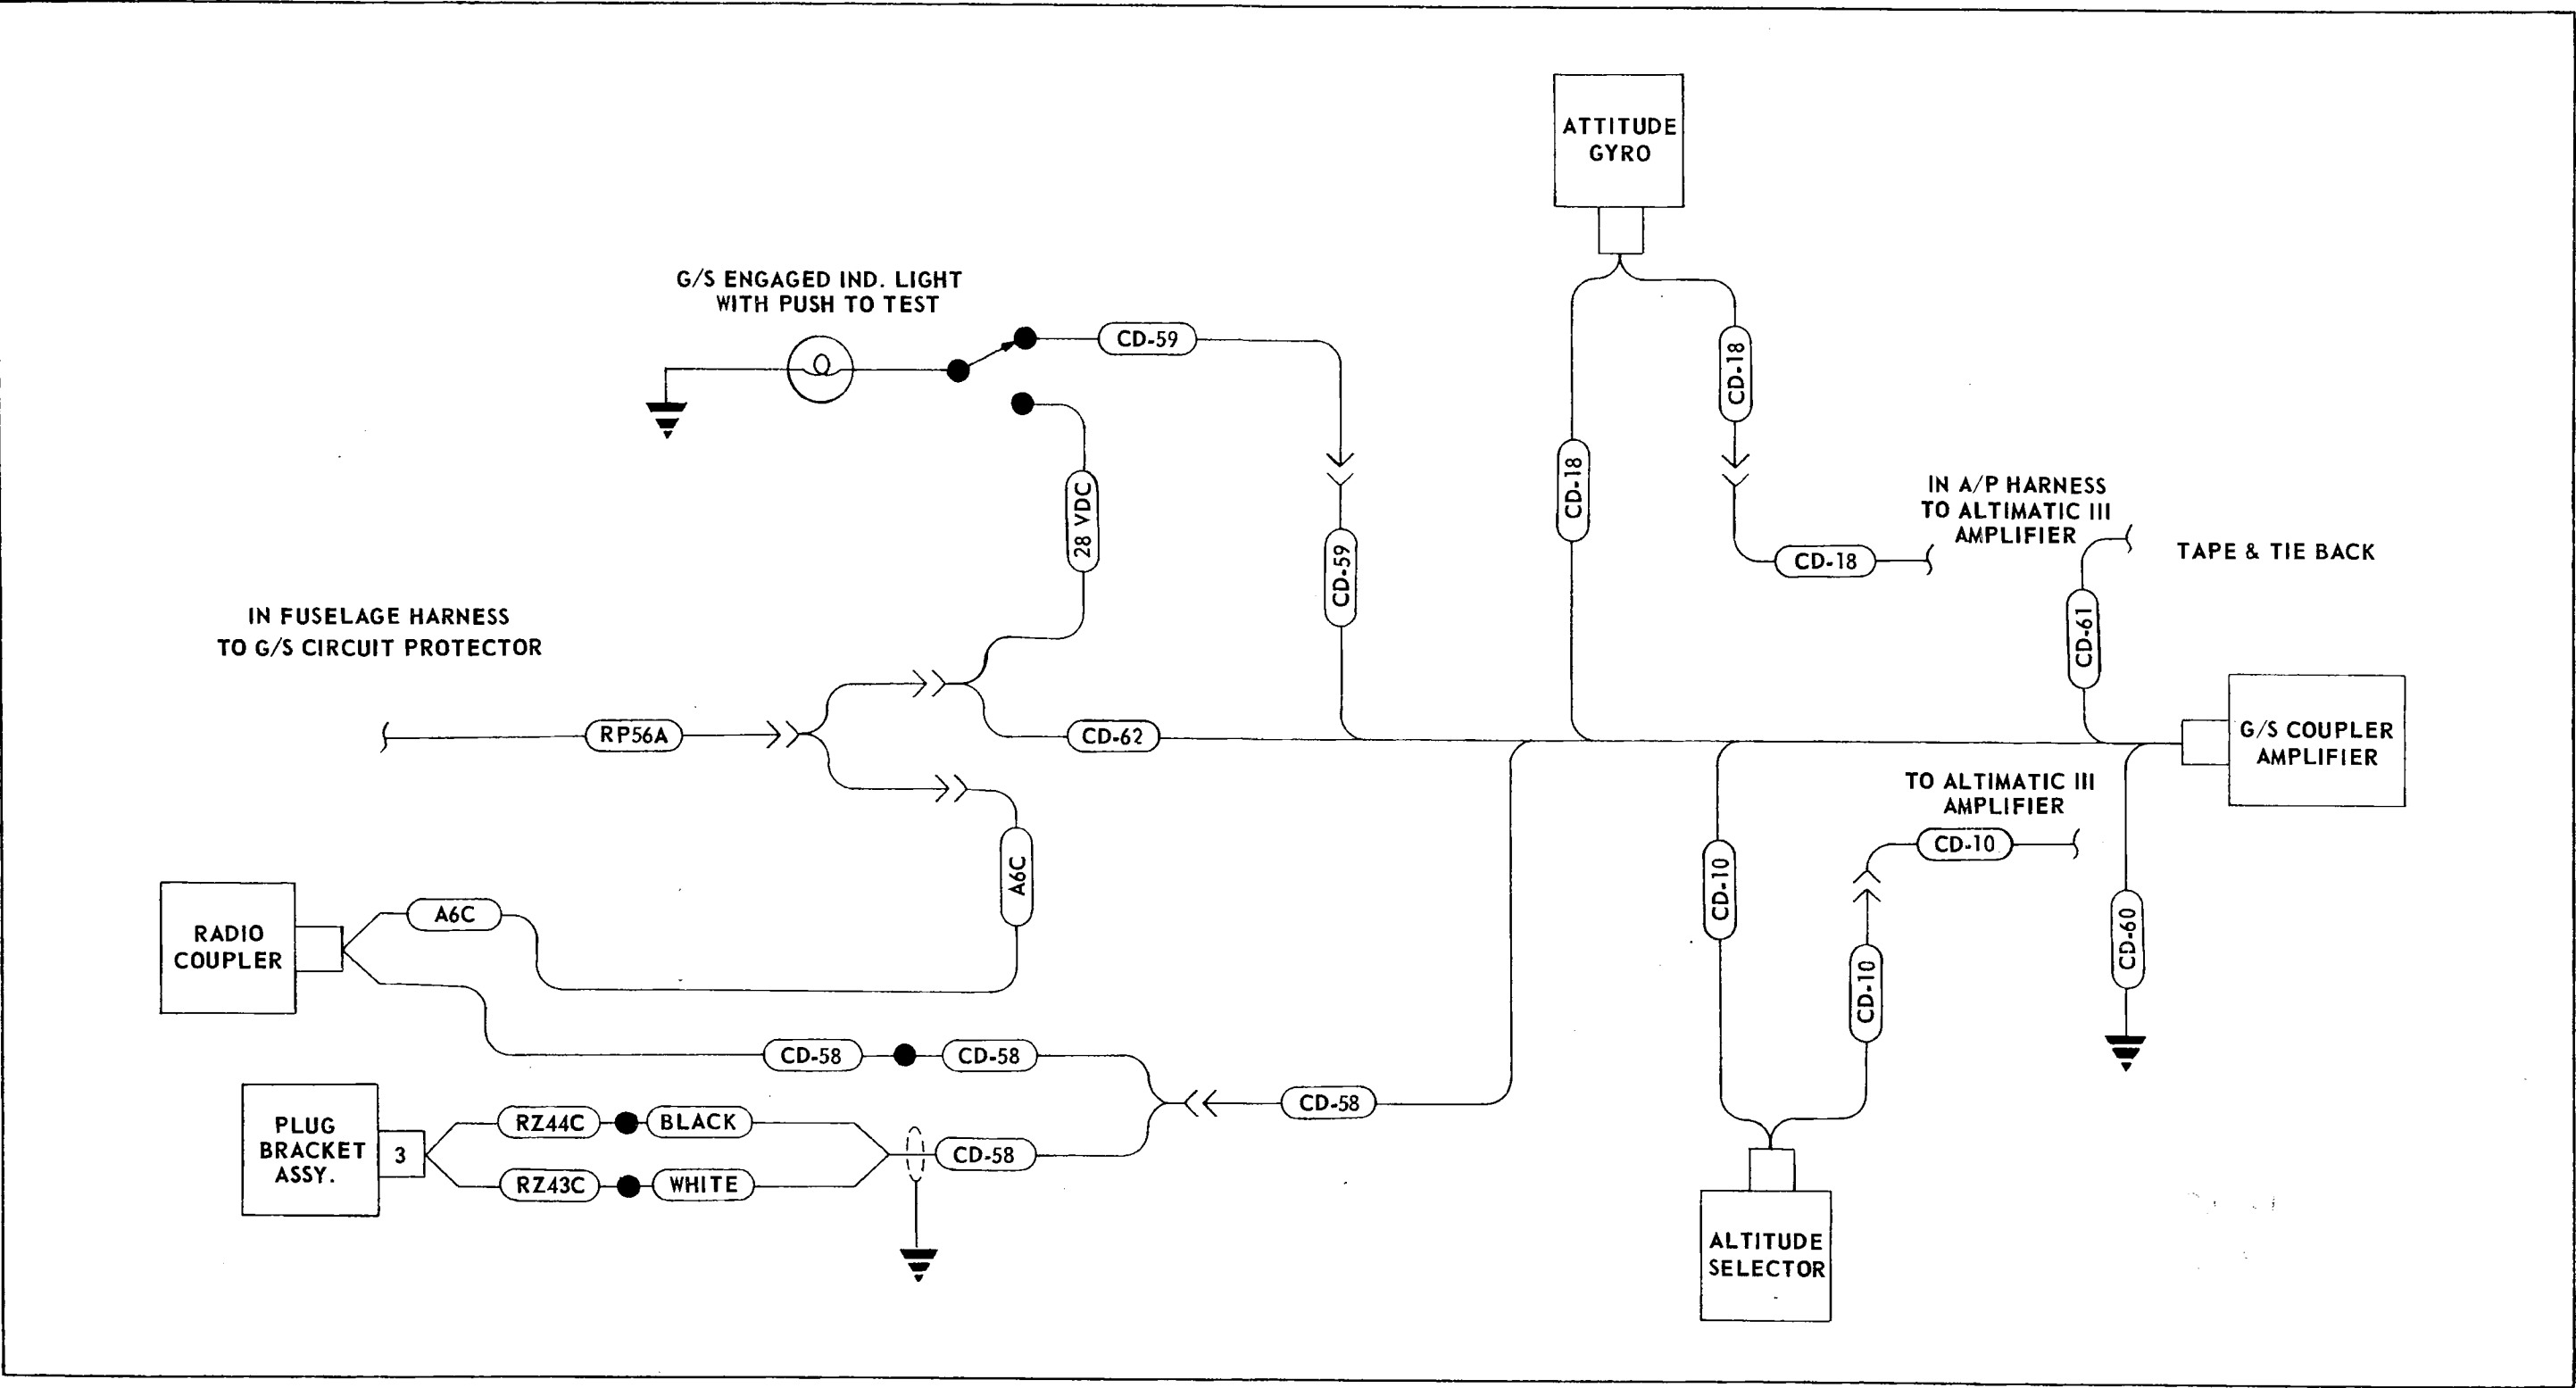 ATTITUDE
GYRO
G/S ENGAGED IND. LIGHT
WITH PUSH TO TEST
CD-59
CD-18
CD-18
28 VDC
CD-59
IN A/P HARNESS
TO ALTIMATIC III
AMPLIFIER
CD-18
TAPE & TIE BACK
CD-61
IN FUSELAGE HARNESS
TO G/S CIRCUIT PROTECTOR
RP56A
CD-62
G/S COUPLER
AMPLIFIER
TO ALTIMATIC III
AMPLIFIER
CD-10
A6C
CD-10
CD-10
CD-60
RADIO
COUPLER
A6C
CD-58
CD-58
CD-58
PLUG
BRACKET
ASSY.
3
RZ44C
BLACK
CD-58
RZ43C
WHITE
ALTITUDE
SELECTOR